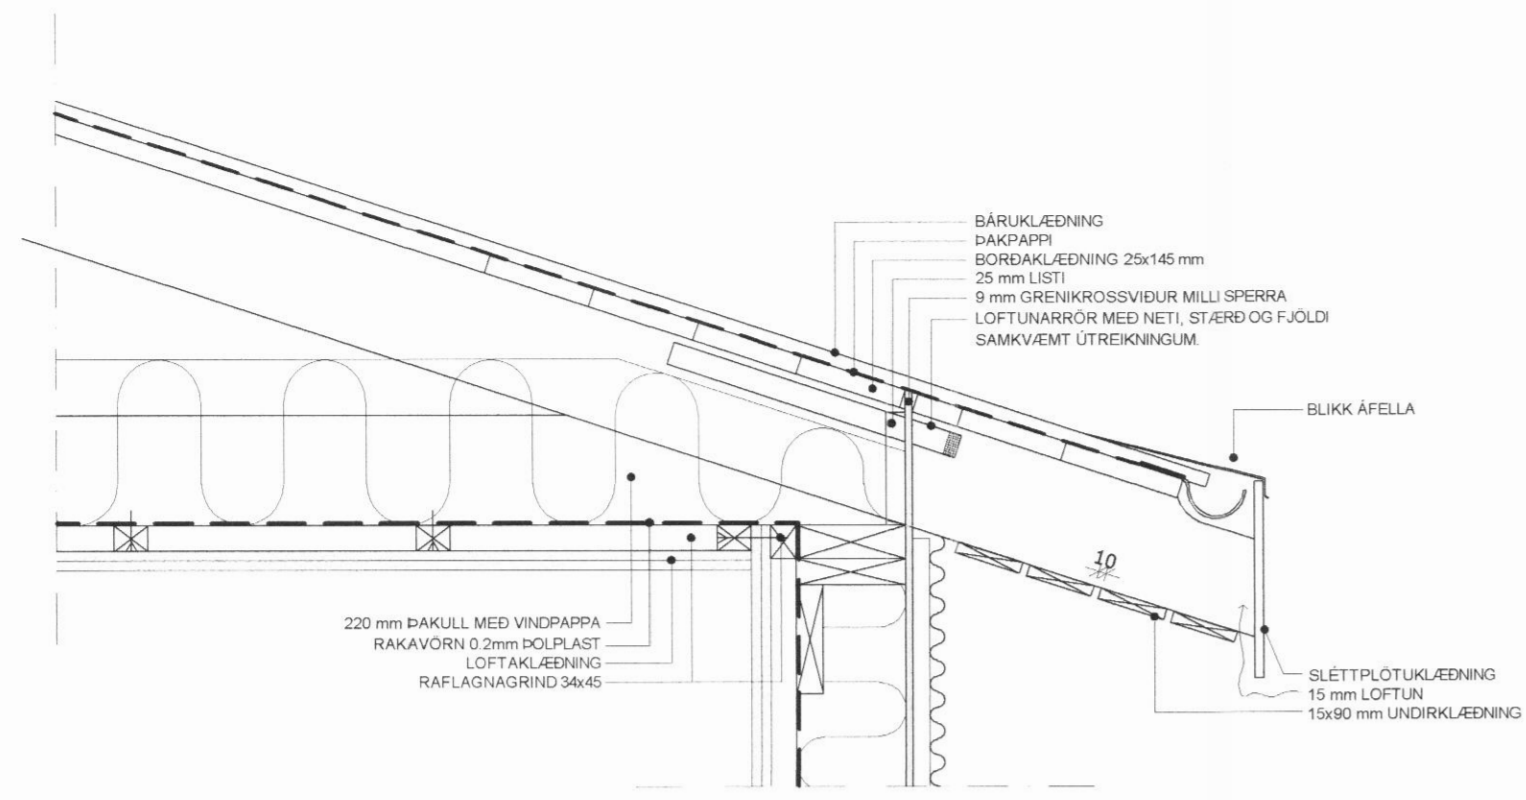 BÁRUKLÆÐNING
ÞAKPAPPI
BORÐAKLÆÐNING 25x145 mm
25 mm LISTI
9 mm GRENIKROSSVIÐUR MILLI SPERRA
LOFTUNARRÖR MEÐ NETI, STÆRÐ OG FJÖLDI
SAMKVÆMT ÚTREIKNINGUM.
BLIKK ÁFELLA
10
220 mm ÞAKULL MEÐ VINDPAPPA
RAKAVÖRN 0.2mm ÞOLPLAST
LOFTAKLÆÐNING
RAFLAGNAGRIND 34x45
SLÉTTPLÖTUKLÆÐNING
15 mm LOFTUN
15x90 mm UNDIRKLÆÐNING